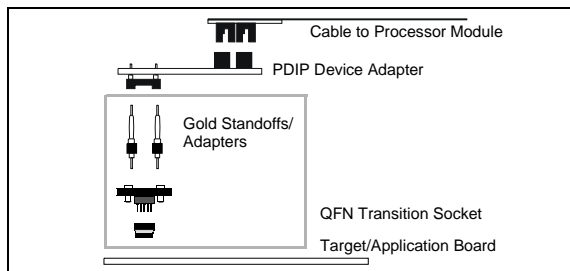 Cable to Processor Module
PDIP Device Adapter
Gold Standoffs/
Adapters
QFN Transition Socket
Target/Application Board